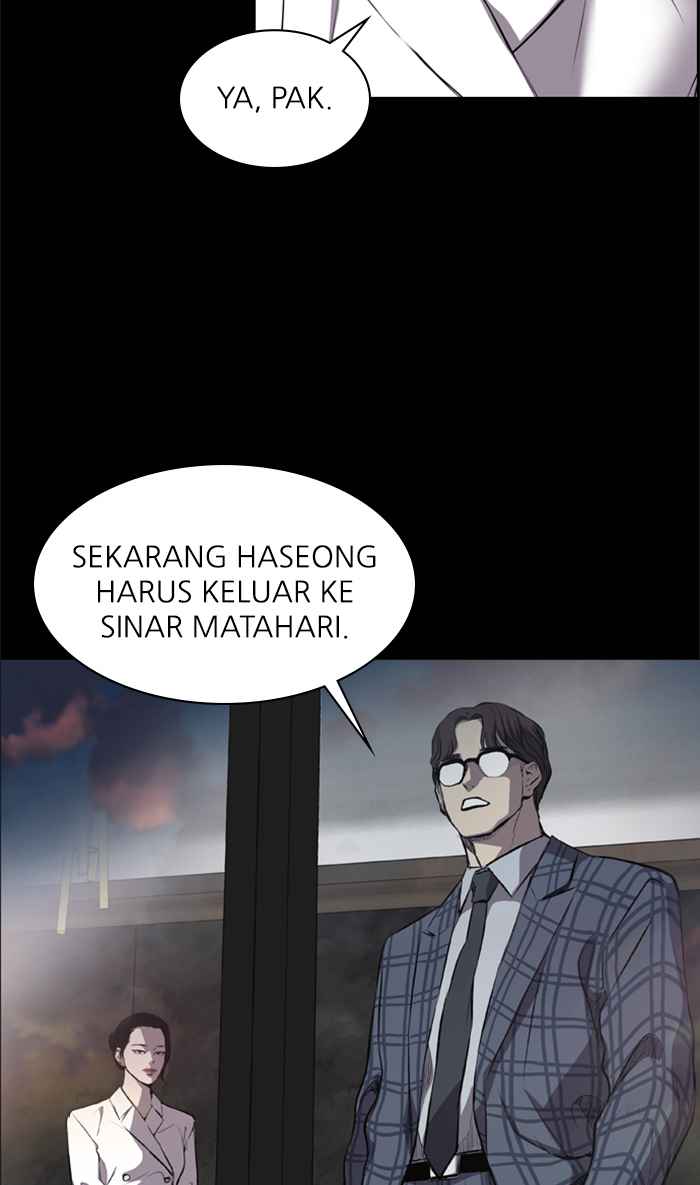 YA, PAK.
SEKARANG HASEONG
HARUS KELUAR KE
SINAR MATAHARI.